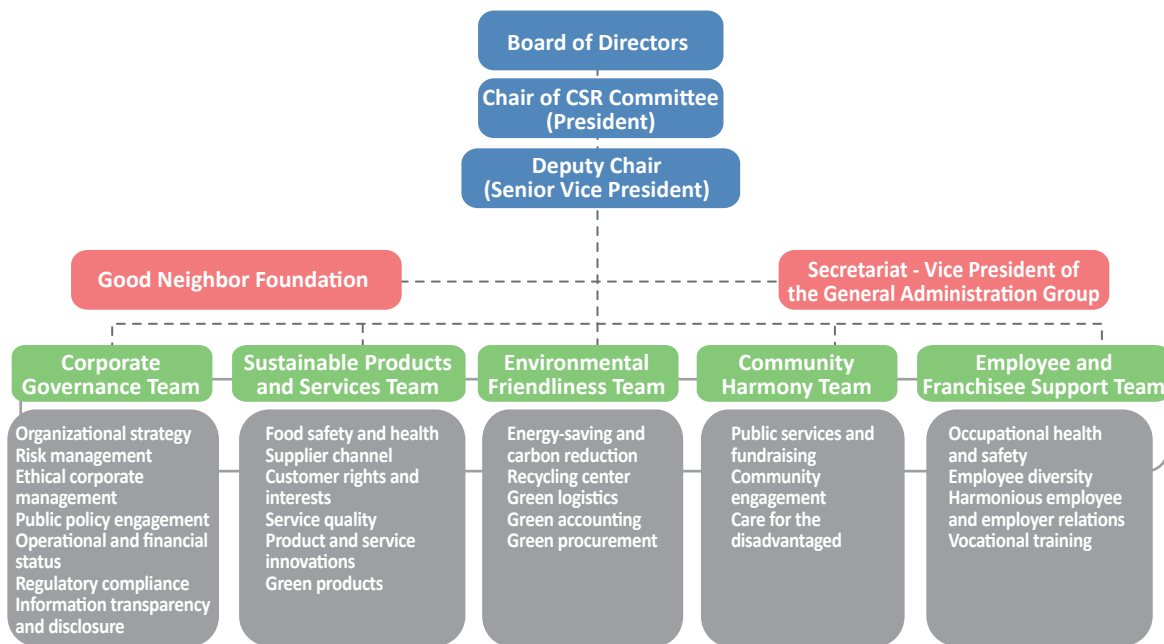 Board of Directors
Chair of CSR Committee
(President)
Deputy Chair
(Senior Vice President)
Good Neighbor Foundation
Secretariat - Vice President of
the General Administration Group
Corporate
Governance Team
Organizational strategy
Risk management
Ethical corporate
management
Public policy engagement
Operational and financial
status
Regulatory compliance
Information transparency
and disclosure
Sustainable Products
and Services Team
Food safety and health
Supplier channel
Customer rights and
interests
Service quality
Product and service
innovations
Green products
Environmental
Friendliness Team
Energy-saving and
carbon reduction
Recycling center
Green logistics
Green accounting
Green procurement
Community
Harmony Team
Public services and
fundraising
Community
engagement
Care for the
disadvantaged
Employee and
Franchisee Support Team
Occupational health
and safety
Employee diversity
Harmonious employee
and employer relations
Vocational training